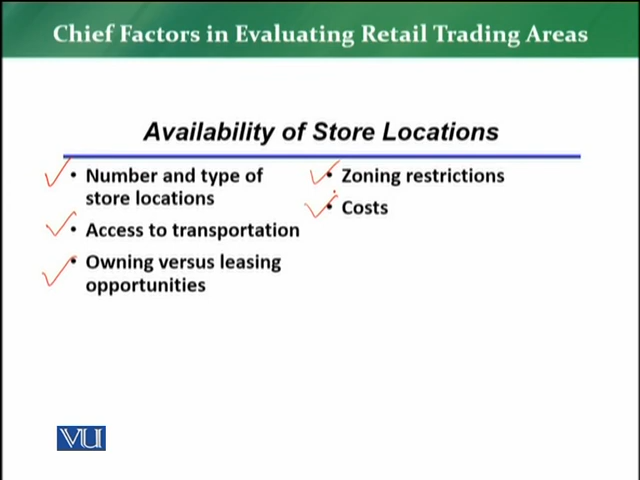 Chief Factors in Evaluating Retail Trading Areas
Availability of Store Locations
• Number and type of
store locations
• Access to transportation
• Owning versus leasing
opportunities
• Zoning restrictions
• Costs
VU